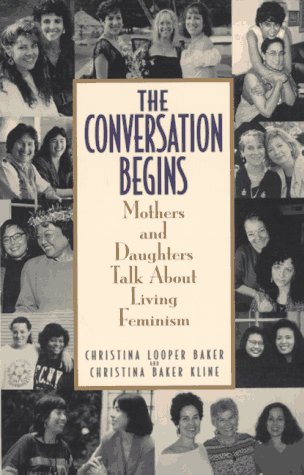 THE
CONVERSATION
BEGINS
Mothers
and
Daughters
Talk About
Living
Feminism
CHRISTINA LOOPER BAKER
AND
CHRISTINA BAKER KLINE